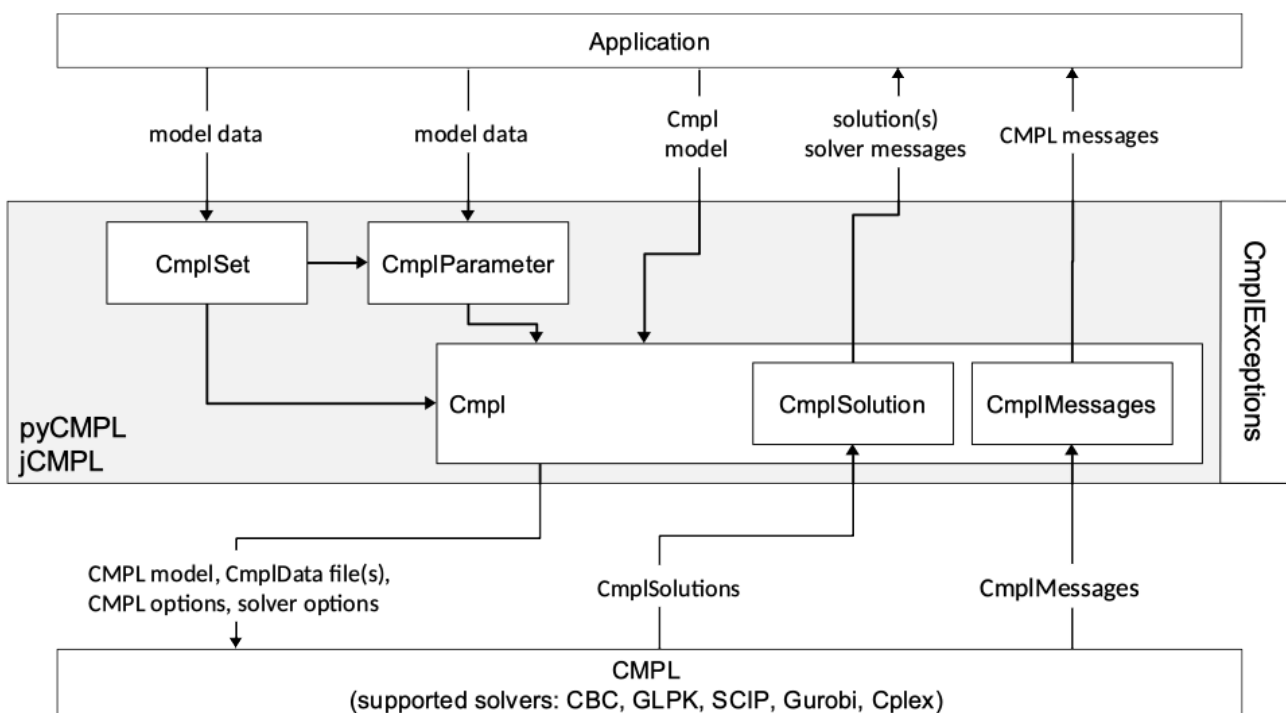 Application
model data
model data
Cmpl
model
solution(s)
solver messages
CMPL messages
CmplSet
CmplParameter
CmplExceptions
Cmpl
CmplSolution
CmplMessages
pyCMPL
jCMPL
CMPL model, CmplData file(s),
CMPL options, solver options
CmplSolutions
CmplMessages
CMPL
(supported solvers: CBC, GLPK, SCIP, Gurobi, Cplex)